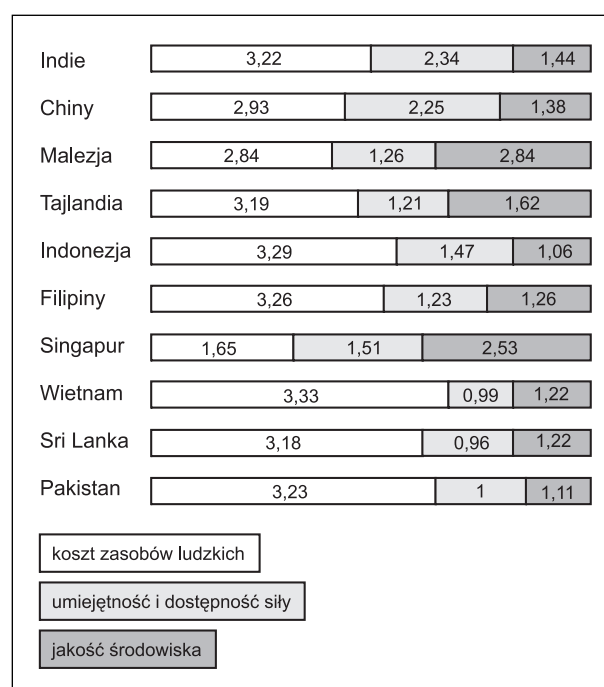 Indie 3,22 2,34 1,44
Chiny 2,93 2,25 1,38
Malezja 2,84 1,26 2,84
Tajlandia 3,19 1,21 1,62
Indonezja 3,29 1,47 1,06
Filipiny 3,26 1,23 1,26
Singapur 1,65 1,51 2,53
Wietnam 3,33 0,99 1,22
Sri Lanka 3,18 0,96 1,22
Pakistan 3,23 1 1,11
koszt zasobów ludzkich
umiejętność i dostępność siły
jakość środowiska